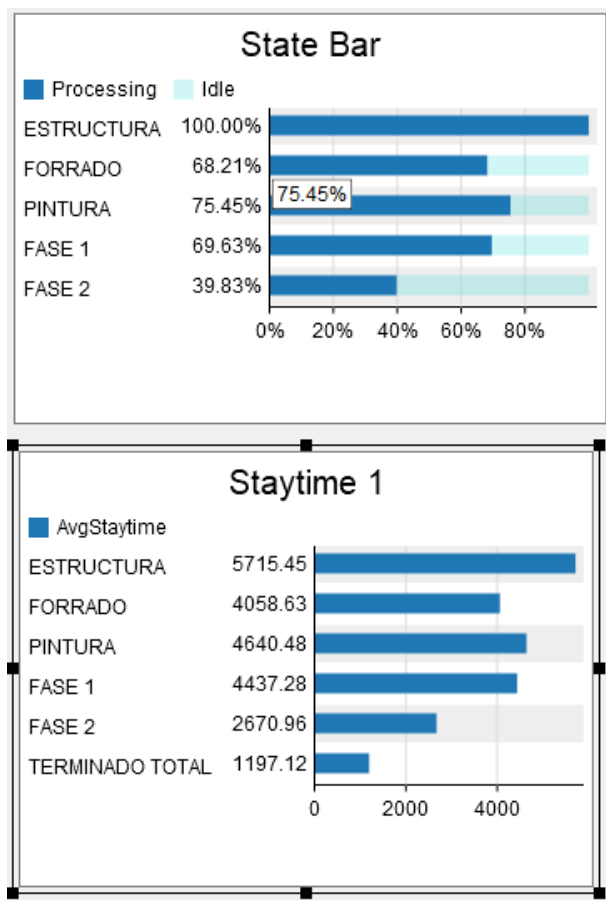 State Bar
Processing Idle
ESTRUCTURA 100.00%
FORRADO 68.21%
75.45%
PINTURA 75.45%
FASE 1 69.63%
FASE 2 39.83%
0% 20% 40% 60% 80%
Staytime 1
AvgStaytime
ESTRUCTURA 5715.45
FORRADO 4058.63
PINTURA 4640.48
FASE 1 4437.28
FASE 2 2670.96
TERMINADO TOTAL 1197.12
0 2000 4000